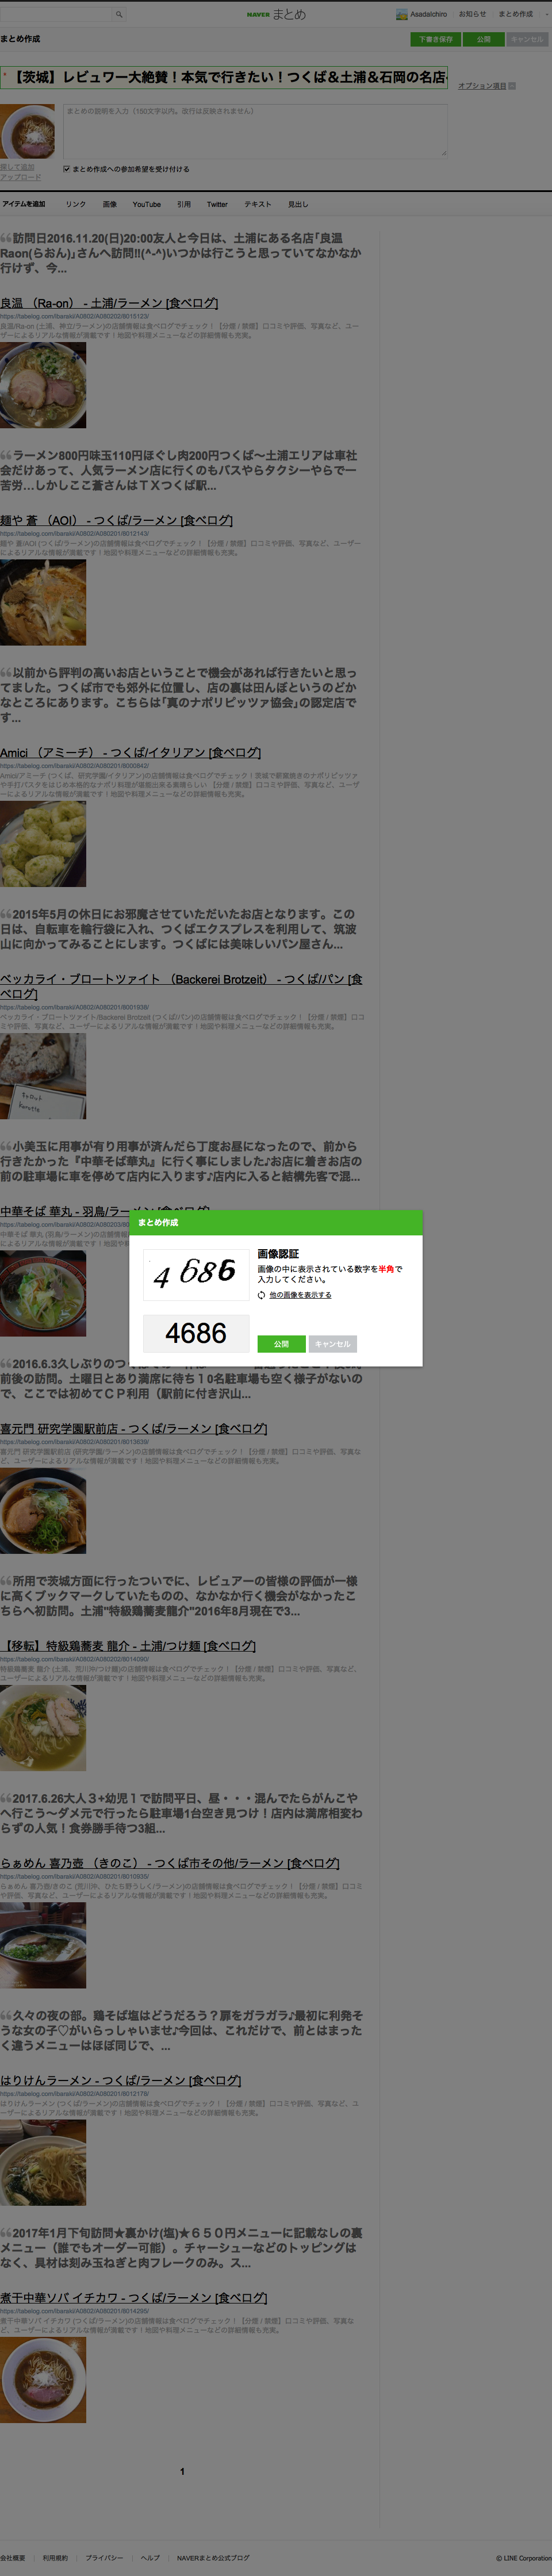 NAVER まとめ
AsadaIchiro
お知らせ
まとめ作成
まとめ作成
下書き保存
公開
キャンセル
【茨城】レビュワー大絶賛！本気で行きたい！つくば＆土浦＆石岡の名店
オプション項目
まとめの説明を入力（150文字以内。改行は反映されません）
探して追加
アップロード
まとめ作成への参加希望を受け付ける
アイテムを追加
リンク
画像
YouTube
引用
Twitter
テキスト
見出し
訪問日2016.11.20(日)20:00友人と今日は、土浦にある名店｢良温
Raon(らおん)｣さんへ訪問!!(^-^)いつかは行こうと思っていてなかなか
行けず、今...
良温 （Ra-on） - 土浦/ラーメン [食べログ]
https://tabelog.com/ibaraki/A0802/A080202/8015123/
良温/Ra-on (土浦、神立/ラーメン)の店舗情報は食べログでチェック！【分煙 / 禁煙】口コミや評価、写真など、ユー
ザーによるリアルな情報が満載です！地図や料理メニューなどの詳細情報も充実。
ラーメン800円味玉110円ほぐし肉200円つくば〜土浦エリアは車社
会だけあって、人気ラーメン店に行くのもバスやらタクシーやらで一
苦労...しかしここ蒼さんはＴＸつくば駅...
麺や 蒼 （AOI） - つくば/ラーメン [食べログ]
https://tabelog.com/ibaraki/A0802/A080201/8012143/
麺や 蒼/AOI (つくば/ラーメン)の店舗情報は食べログでチェック！【分煙 / 禁煙】口コミや評価、写真など、ユーザー
によるリアルな情報が満載です！地図や料理メニューなどの詳細情報も充実。
以前から評判の高いお店ということで機会があれば行きたいと思っ
てました。つくば市でも郊外に位置し、店の裏は田んぼというのどか
なところにあります。こちらは｢真のナポリピッツァ協会｣の認定店で
す...
Amici （アミーチ） - つくば/イタリアン [食べログ]
https://tabelog.com/ibaraki/A0802/A080201/8000842/
Amici/アミーチ (つくば、研究学園/イタリアン)の店舗情報は食べログでチェック！茨城で薪窯焼きのナポリピッツァ
や手打パスタをはじめ本格的なナポリ料理が堪能出来る素晴らしい 【分煙 / 禁煙】口コミや評価、写真など、ユーザ
ーによるリアルな情報が満載です！地図や料理メニューなどの詳細情報も充実。
2015年5月の休日にお邪魔させていただいたお店となります。この
日は、自転車を輪行袋に入れ、つくばエクスプレスを利用して、筑波
山に向かってみることにします。つくばには美味しいパン屋さん...
ベッカライ・ブロートツァイト （Backerei Brotzeit） - つくば/パン [食
べログ]
https://tabelog.com/ibaraki/A0802/A080201/8001939/
ベッカライ・ブロートツァイト/Backerei Brotzeit (つくば/パン)の店舗情報は食べログでチェック！【分煙 / 禁煙】口コ
ミや評価、写真など、ユーザーによるリアルな情報が満載です！地図や料理メニューなどの詳細情報も充実。
小美玉に用事が有り用事が済んだら丁度お昼になったので、前から
行きたかった『中華そば華丸』に行く事にしました♪お店に着きお店の
前の駐車場に車を停めて店内に入ります♪店内に入ると結構先客で混...
中華そば 華丸 - 羽鳥/ラーメン [食べログ]
まとめ作成
画像認証
画像の中に表示されている数字を半角で
入力してください。
他の画像を表示する
4686
4686
公開
キャンセル
2016.6.3久しぶりのつくば
前後の訪問。土曜日とあり満席に待ち１０名駐車場も空く様子がないの
で、ここでは初めてＣＰ利用（駅前に付き沢山...
喜元門 研究学園駅前店 - つくば/ラーメン [食べログ]
https://tabelog.com/ibaraki/A0802/A080201/8013639/
喜元門 研究学園駅前店 (研究学園/ラーメン)の店舗情報は食べログでチェック！【分煙 / 禁煙】口コミや評価、写真な
ど、ユーザーによるリアルな情報が満載です！地図や料理メニューなどの詳細情報も充実。
所用で茨城方面に行ったついでに、レビュアーの皆様の評価が一様
に高くブックマークしていたものの、なかなか行く機会がなかったこ
ちらへ初訪問。土浦"特級鶏蕎麦龍介"2016年8月現在で3...
【移転】特級鶏蕎麦 龍介 - 土浦/つけ麺 [食べログ]
https://tabelog.com/ibaraki/A0802/A080202/8014090/
特級鶏蕎麦 龍介 (土浦、荒川沖/つけ麺)の店舗情報は食べログでチェック！【分煙 / 禁煙】口コミや評価、写真など、
ユーザーによるリアルな情報が満載です！地図や料理メニューなどの詳細情報も充実。
2017.6.26大人３+幼児１で訪問平日、昼・・・混んでたらがんこや
へ行こう〜ダメ元で行ったら駐車場1台空き見つけ！店内は満席相変わ
らずの人気！食券勝手待つ3組...
らぁめん 喜乃壺 （きのこ） - つくば市その他/ラーメン [食べログ]
https://tabelog.com/ibaraki/A0802/A080201/8010935/
らぁめん 喜乃壺/きのこ (荒川沖、ひたち野うしく/ラーメン)の店舗情報は食べログでチェック！【分煙 / 禁煙】口コミ
や評価、写真など、ユーザーによるリアルな情報が満載です！地図や料理メニューなどの詳細情報も充実。
久々の夜の部。鶏そば塩はどうだろう？扉をガラガラ♪最初に利発そ
うな女の子♡がいらっしゃいませ♪今回は、これだけで、前とはまった
く違うメニューはほぼ同じで、...
はりけんラーメン - つくば/ラーメン [食べログ]
https://tabelog.com/ibaraki/A0802/A080201/8012178/
はりけんラーメン (つくば/ラーメン)の店舗情報は食べログでチェック！【分煙 / 禁煙】口コミや評価、写真など、ユ
ーザーによるリアルな情報が満載です！地図や料理メニューなどの詳細情報も充実。
2017年1月下旬訪問★裏かけ(塩)★６５０円メニューに記載なしの裏
メニュー（誰でもオーダー可能）。チャーシューなどのトッピングは
なく、具材は刻み玉ねぎと肉フレークのみ。ス...
煮干中華ソバ イチカワ - つくば/ラーメン [食べログ]
https://tabelog.com/ibaraki/A0802/A080201/8014295/
煮干中華ソバ イチカワ (つくば/ラーメン)の店舗情報は食べログでチェック！【分煙 / 禁煙】口コミや評価、写真な
ど、ユーザーによるリアルな情報が満載です！地図や料理メニューなどの詳細情報も充実。
1
会社概要
利用規約
プライバシー
ヘルプ
NAVERまとめ公式ブログ
© LINE Corporation